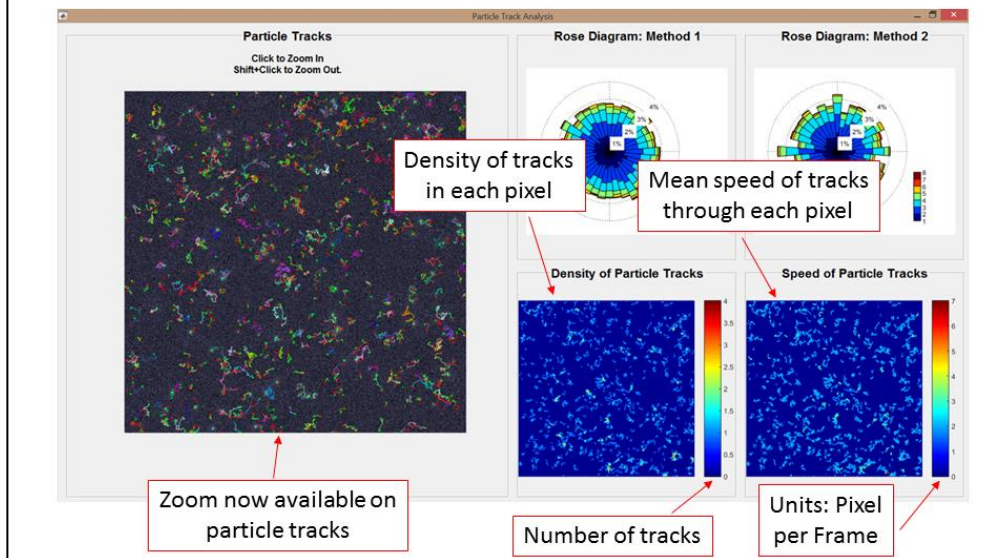 Particle Track Analysis
Particle Tracks
Click to Zoom In
Shift+Click to Zoom Out.
Rose Diagram: Method 1
4%
3%
2%
1%
Rose Diagram: Method 2
4%
3%
2%
1%
8
7
6
5
4
3
2
1
Density of tracks
in each pixel
Mean speed of tracks
through each pixel
Density of Particle Tracks
4
3.5
3
2.5
2
1.5
1
0.5
0
Speed of Particle Tracks
7
6
5
4
3
2
1
0
Zoom now available on
particle tracks
Number of tracks
Units: Pixel
per Frame